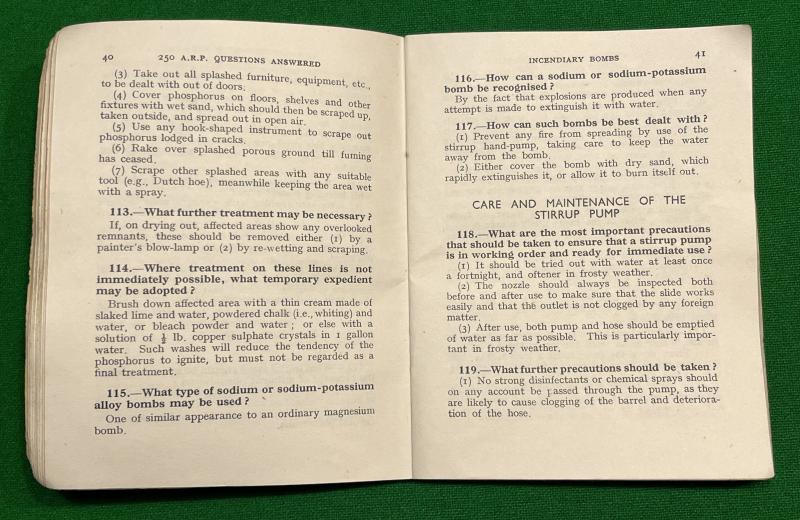 40 250 A.R.P. QUESTIONS ANSWERED
(3) Take out all splashed furniture, equipment, etc.,
to be dealt with out of doors.
(4) Cover phosphorus on floors, shelves and other
fixtures with wet sand, which should then be scraped up,
taken outside, and spread out in open air.
(5) Use any hook-shaped instrument to scrape out
phosphorus lodged in cracks.
(6) Rake over splashed porous ground till fuming
has ceased.
(7) Scrape other splashed areas with any suitable
tool (e.g., Dutch hoe), meanwhile keeping the area wet
with a spray.
113.—What further treatment may be necessary?
If, on drying out, affected areas show any overlooked
remnants, these should be removed either (1) by a
painter's blow-lamp or (2) by re-wetting and scraping.
114.—Where treatment on these lines is not
immediately possible, what temporary expedient
may be adopted?
Brush down affected area with a thin cream made of
slaked lime and water, powdered chalk (i.e., whiting) and
water, or bleach powder and water; or else with a
solution of ½ lb. copper sulphate crystals in 1 gallon
water. Such washes will reduce the tendency of the
phosphorus to ignite, but must not be regarded as a
final treatment.
115.—What type of sodium or sodium-potassium
alloy bombs may be used?
One of similar appearance to an ordinary magnesium
bomb.
INCENDIARY BOMBS 41
116.—How can a sodium or sodium-potassium
bomb be recognised?
By the fact that explosions are produced when any
attempt is made to extinguish it with water.
117.—How can such bombs be best dealt with?
(1) Prevent any fire from spreading by use of the
stirrup hand-pump, taking care to keep the water
away from the bomb.
(2) Either cover the bomb with dry sand, which
rapidly extinguishes it, or allow it to burn itself out.
CARE AND MAINTENANCE OF THE
STIRRUP PUMP
118.—What are the most important precautions
that should be taken to ensure that a stirrup pump
is in working order and ready for immediate use?
(1) It should be tried out with water at least once
a fortnight, and oftener in frosty weather.
(2) The nozzle should always be inspected both
before and after use to make sure that the slide works
easily and that the outlet is not clogged by any foreign
matter.
(3) After use, both pump and hose should be emptied
of water as far as possible. This is particularly impor-
tant in frosty weather.
119.—What further precautions should be taken?
(1) No strong disinfectants or chemical sprays should
on any account be passed through the pump, as they
are likely to cause clogging of the barrel and deteriora-
tion of the hose.